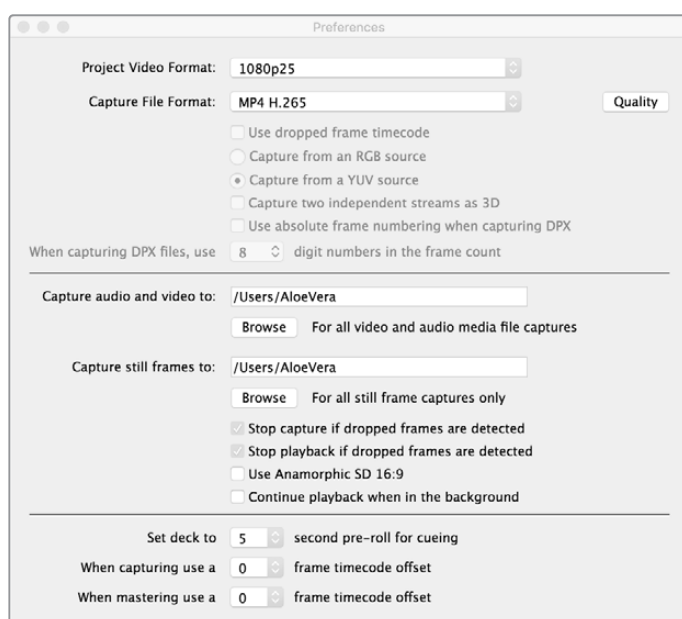 Preferences
Project Video Format: 1080p25
Capture File Format: MP4 H.265 Quality
Use dropped frame timecode
Capture from an RGB source
Capture from a YUV source
Capture two independent streams as 3D
Use absolute frame numbering when capturing DPX
When capturing DPX files, use 8 digit numbers in the frame count
Capture audio and video to: /Users/AloeVera
Browse For all video and audio media file captures
Capture still frames to: /Users/AloeVera
Browse For all still frame captures only
Stop capture if dropped frames are detected
Stop playback if dropped frames are detected
Use Anamorphic SD 16:9
Continue playback when in the background
Set deck to 5 second pre-roll for cueing
When capturing use a 0 frame timecode offset
When mastering use a 0 frame timecode offset